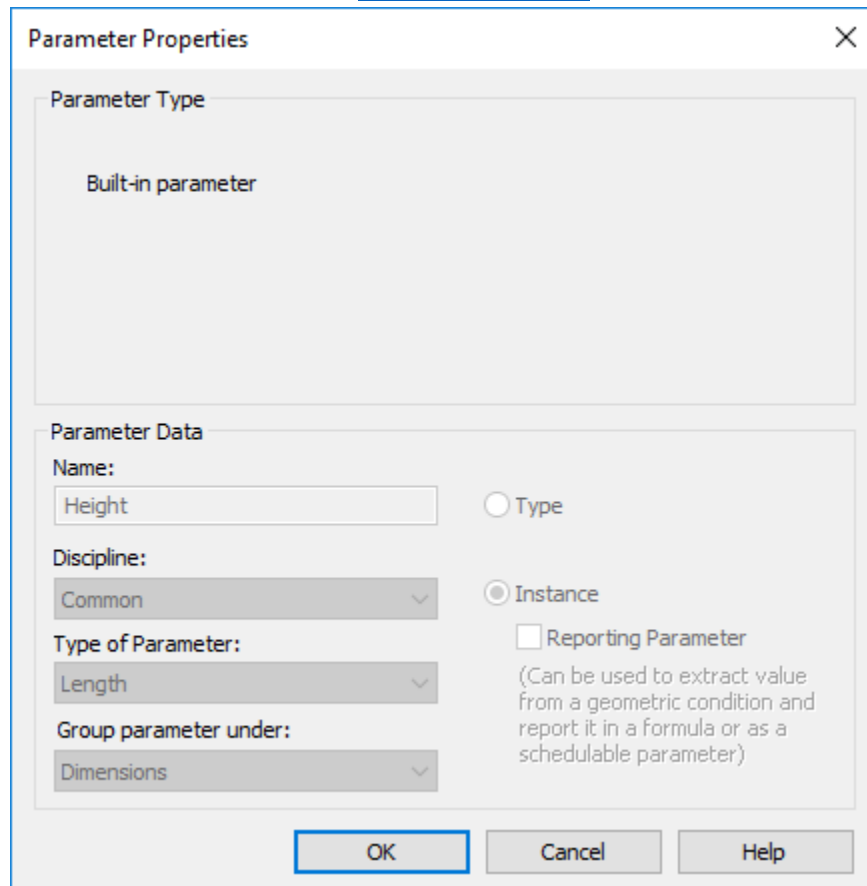 Parameter Properties
Parameter Type
Built-in parameter
Parameter Data
Name:
Height
Type
Discipline:
Common
Instance
Reporting Parameter
Type of Parameter:
Length
(Can be used to extract value
from a geometric condition and
report it in a formula or as a
schedulable parameter)
Group parameter under:
Dimensions
OK
Cancel
Help